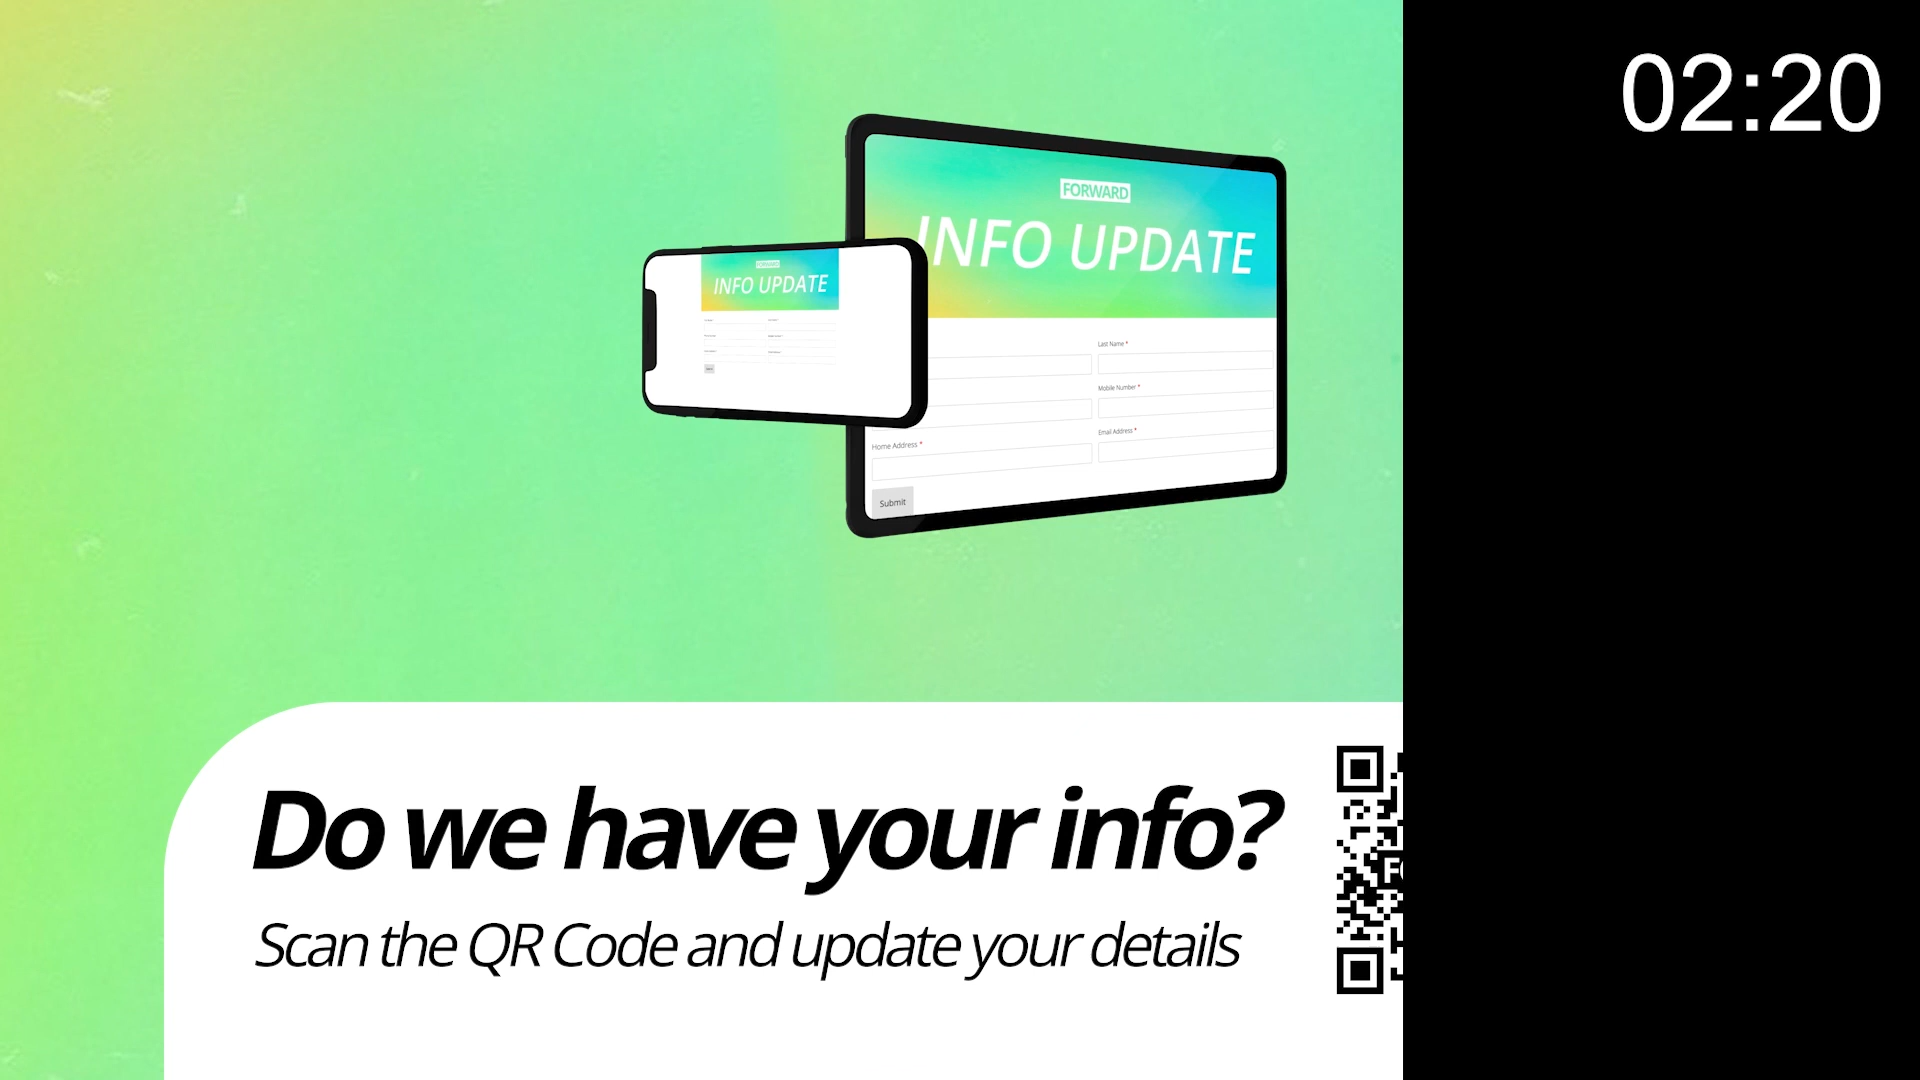 02:20
FORWARD
INFO UPDATE
FORWARD
INFO UPDATE
Last Name *
Mobile Number *
Home Address *
Email Address *
Submit
Do we have your info?
Scan the QR Code and update your details